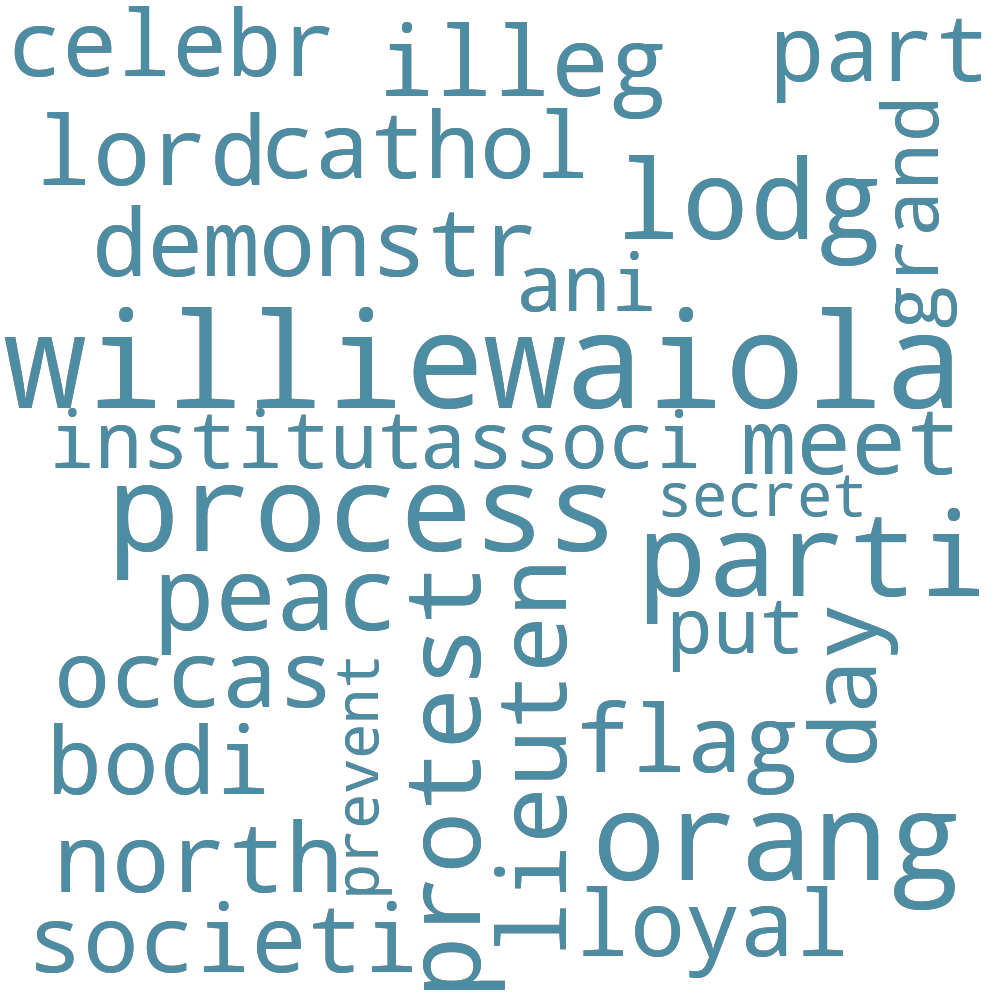 celebr
illeg
part
lord
cathol
lodg
grand
demonstr
ani
williewaiola
institut
associ
meet
process
secret
parti
peac
protest
lieuten
put
day
occas
prevent
flag
bodi
orang
north
loyal
societi